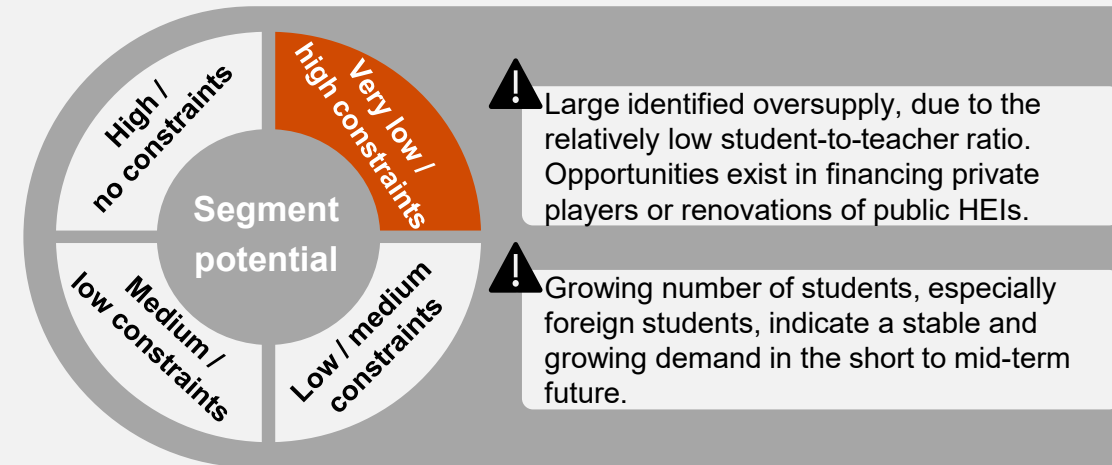 High /
no constraints
Very low /
high constraints
Segment
potential
Medium /
low constraints
Low / medium
constraints
Large identified oversupply, due to the
relatively low student-to-teacher ratio.
Opportunities exist in financing private
players or renovations of public HEIs.
Growing number of students, especially
foreign students, indicate a stable and
growing demand in the short to mid-term
future.